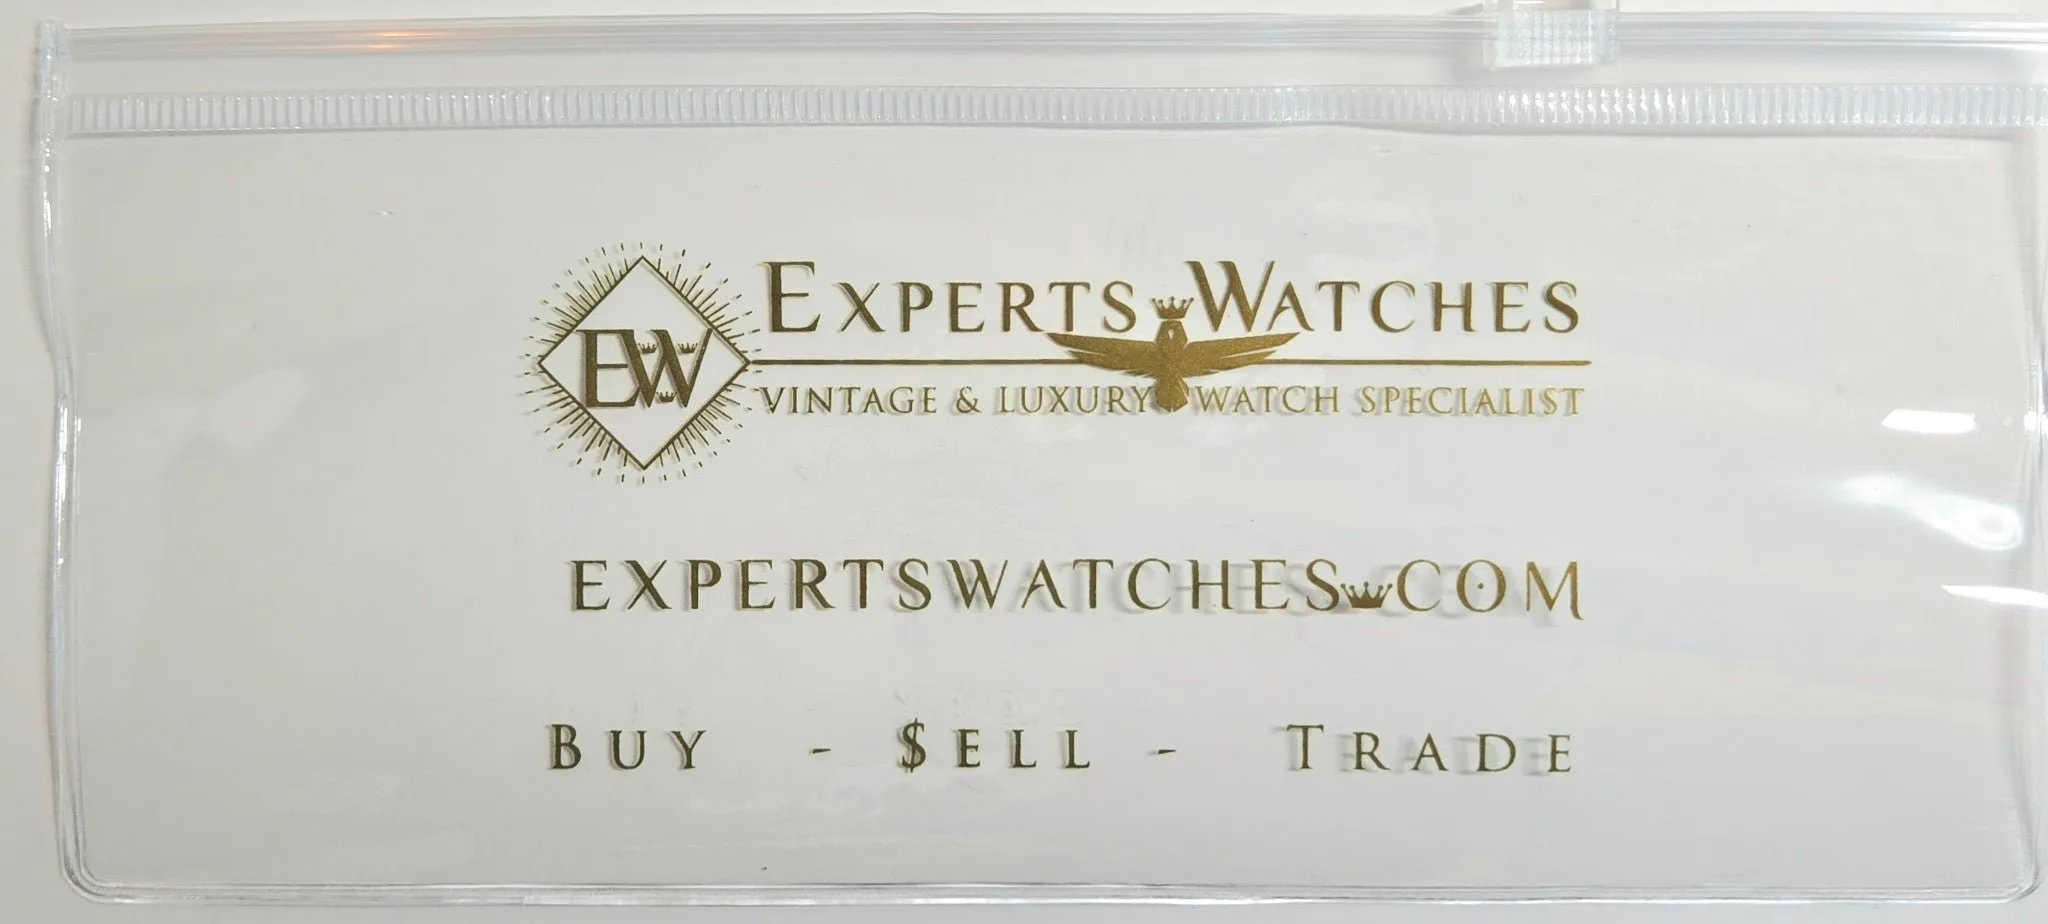 EW
EXPERTS WATCHES
VINTAGE & LUXURY WATCH SPECIALIST
EXPERTSWATCHES.COM
BUY - $ELL - TRADE